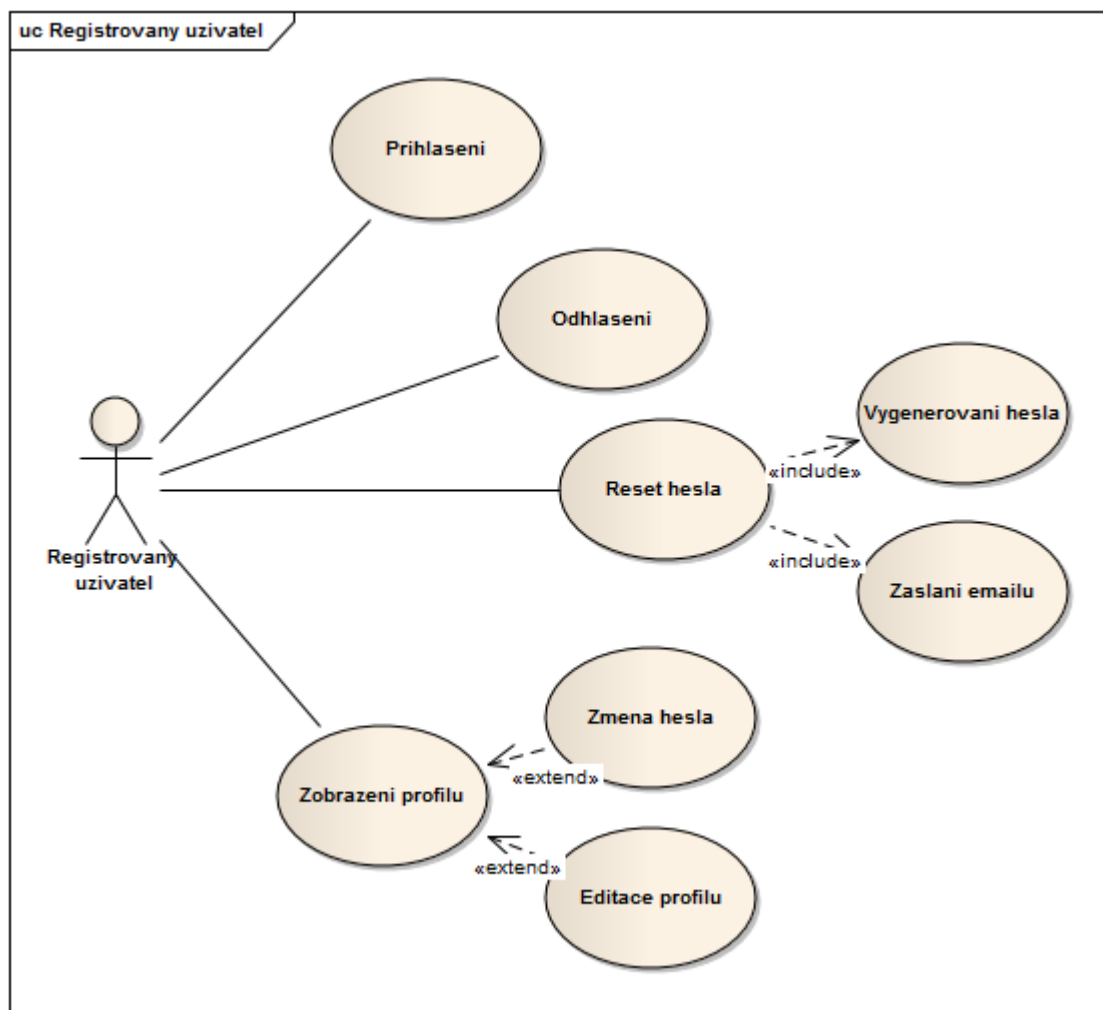 uc Registrovany uzivatel
Prihlaseni
Odhlaseni
Vygenerovani hesla
«include»
Reset hesla
«include»
Zaslani emailu
Registrovany
uzivatel
Zmena hesla
«extend»
Zobrazeni profilu
«extend»
Editace profilu